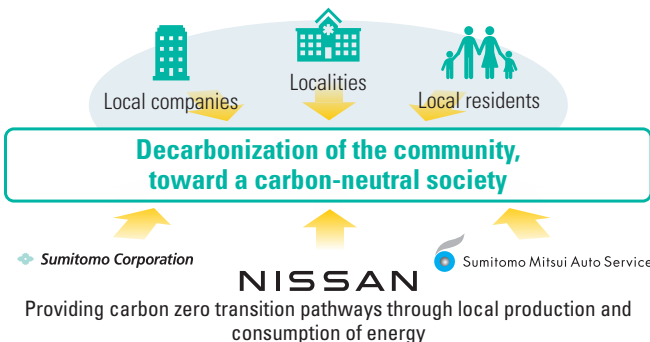 Local companies
Localities
Local residents
Decarbonization of the community,
toward a carbon-neutral society
Sumitomo Corporation
NISSAN
Sumitomo Mitsui Auto Service
Providing carbon zero transition pathways through local production and
consumption of energy